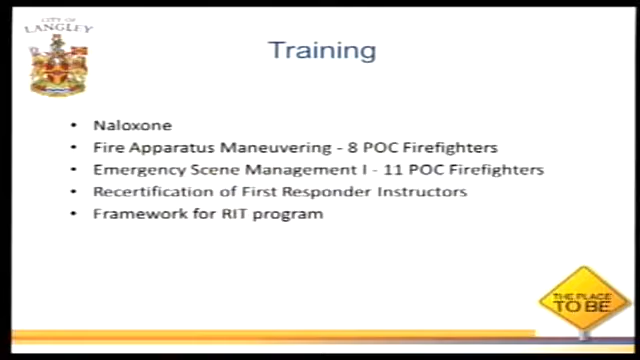 CITY OF
LANGLEY
Training
• Naloxone
• Fire Apparatus Maneuvering - 8 POC Firefighters
• Emergency Scene Management I - 11 POC Firefighters
• Recertification of First Responder Instructors
• Framework for RIT program
THE PLACE
TO BE